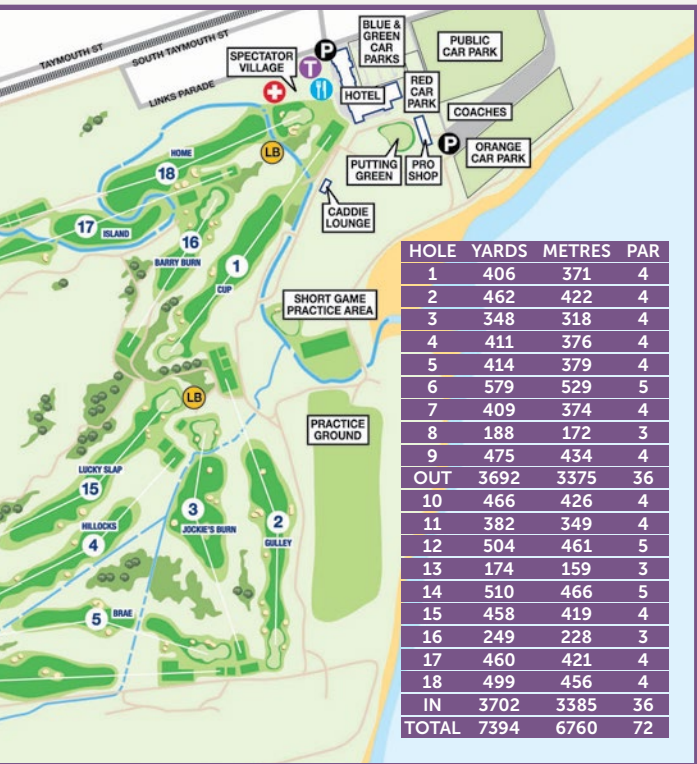 TAYMOUTH ST
SOUTH TAYMOUTH ST
LINKS PARADE
SPECTATOR
VILLAGE
P
T
BLUE &
GREEN
CAR
PARKS
PUBLIC
CAR PARK
HOTEL
RED
CAR
PARK
COACHES
P
ORANGE
CAR PARK
PUTTING
GREEN
PRO
SHOP
CADDIE
LOUNGE
LB
HOME
18
17
ISLAND
16
BARRY BURN
1
CUP
SHORT GAME
PRACTICE AREA
LB
PRACTICE
GROUND
LUCKY SLAP
15
HILLOCKS
4
3
JOCKIE'S BURN
2
GULLEY
5
BRAE
HOLE YARDS METRES PAR
1 406 371 4
2 462 422 4
3 348 318 4
4 411 376 4
5 414 379 4
6 579 529 5
7 409 374 4
8 188 172 3
9 475 434 4
OUT 3692 3375 36
10 466 426 4
11 382 349 4
12 504 461 5
13 174 159 3
14 510 466 5
15 458 419 4
16 249 228 3
17 460 421 4
18 499 456 4
IN 3702 3385 36
TOTAL 7394 6760 72